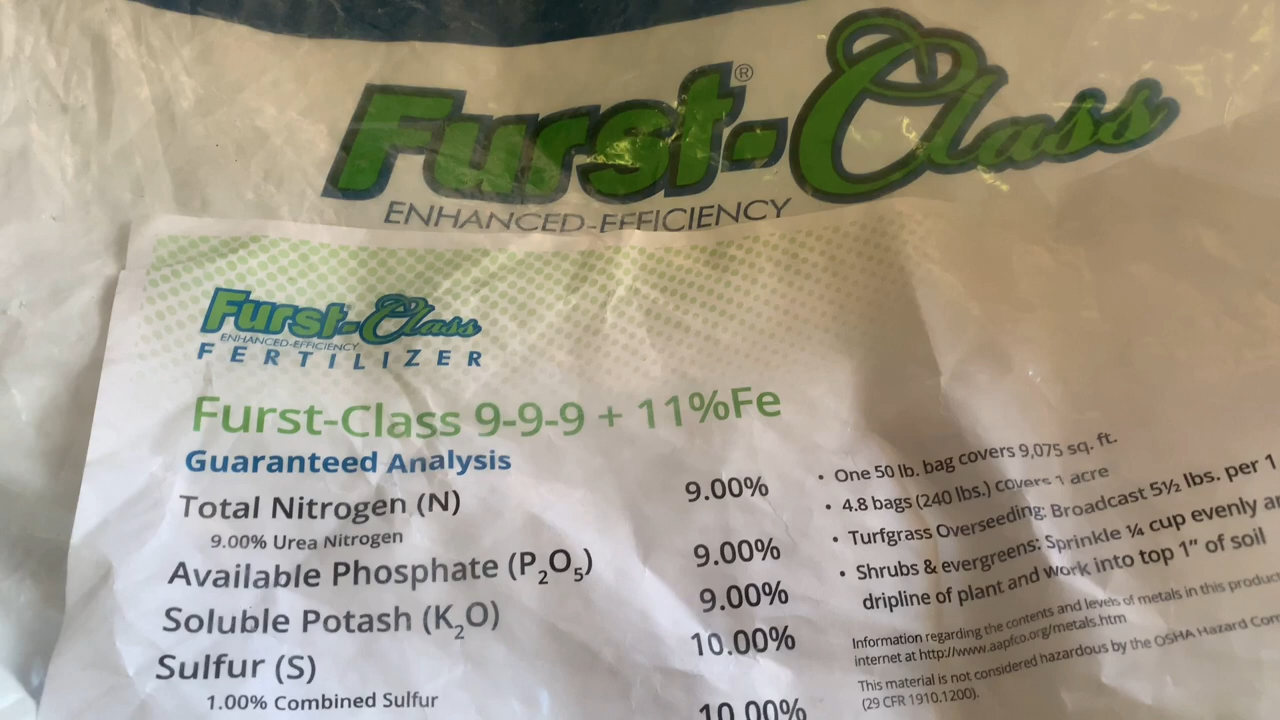 Furst-Class®
ENHANCED-EFFICIENCY
Furst-Class
ENHANCED-EFFICIENCY
FERTILIZER
Furst-Class 9-9-9 + 11%Fe
Guaranteed Analysis
Total Nitrogen (N) 9.00%
9.00% Urea Nitrogen
Available Phosphate (P₂O₅) 9.00%
Soluble Potash (K₂O) 9.00%
Sulfur (S) 10.00%
1.00% Combined Sulfur
10.00%
• One 50 lb. bag covers 9,075 sq. ft.
• 4.8 bags (240 lbs.) covers 1 acre
• Turfgrass Overseeding: Broadcast 5½ lbs. per 1
• Shrubs & evergreens: Sprinkle ¼ cup evenly
dripline of plant and work into top 1" of soil
Information regarding the contents and levels of metals in this product
internet at http://www.aapfco.org/metals.htm
This material is not considered hazardous by the OSHA Hazard
(29 CFR 1910.1200).